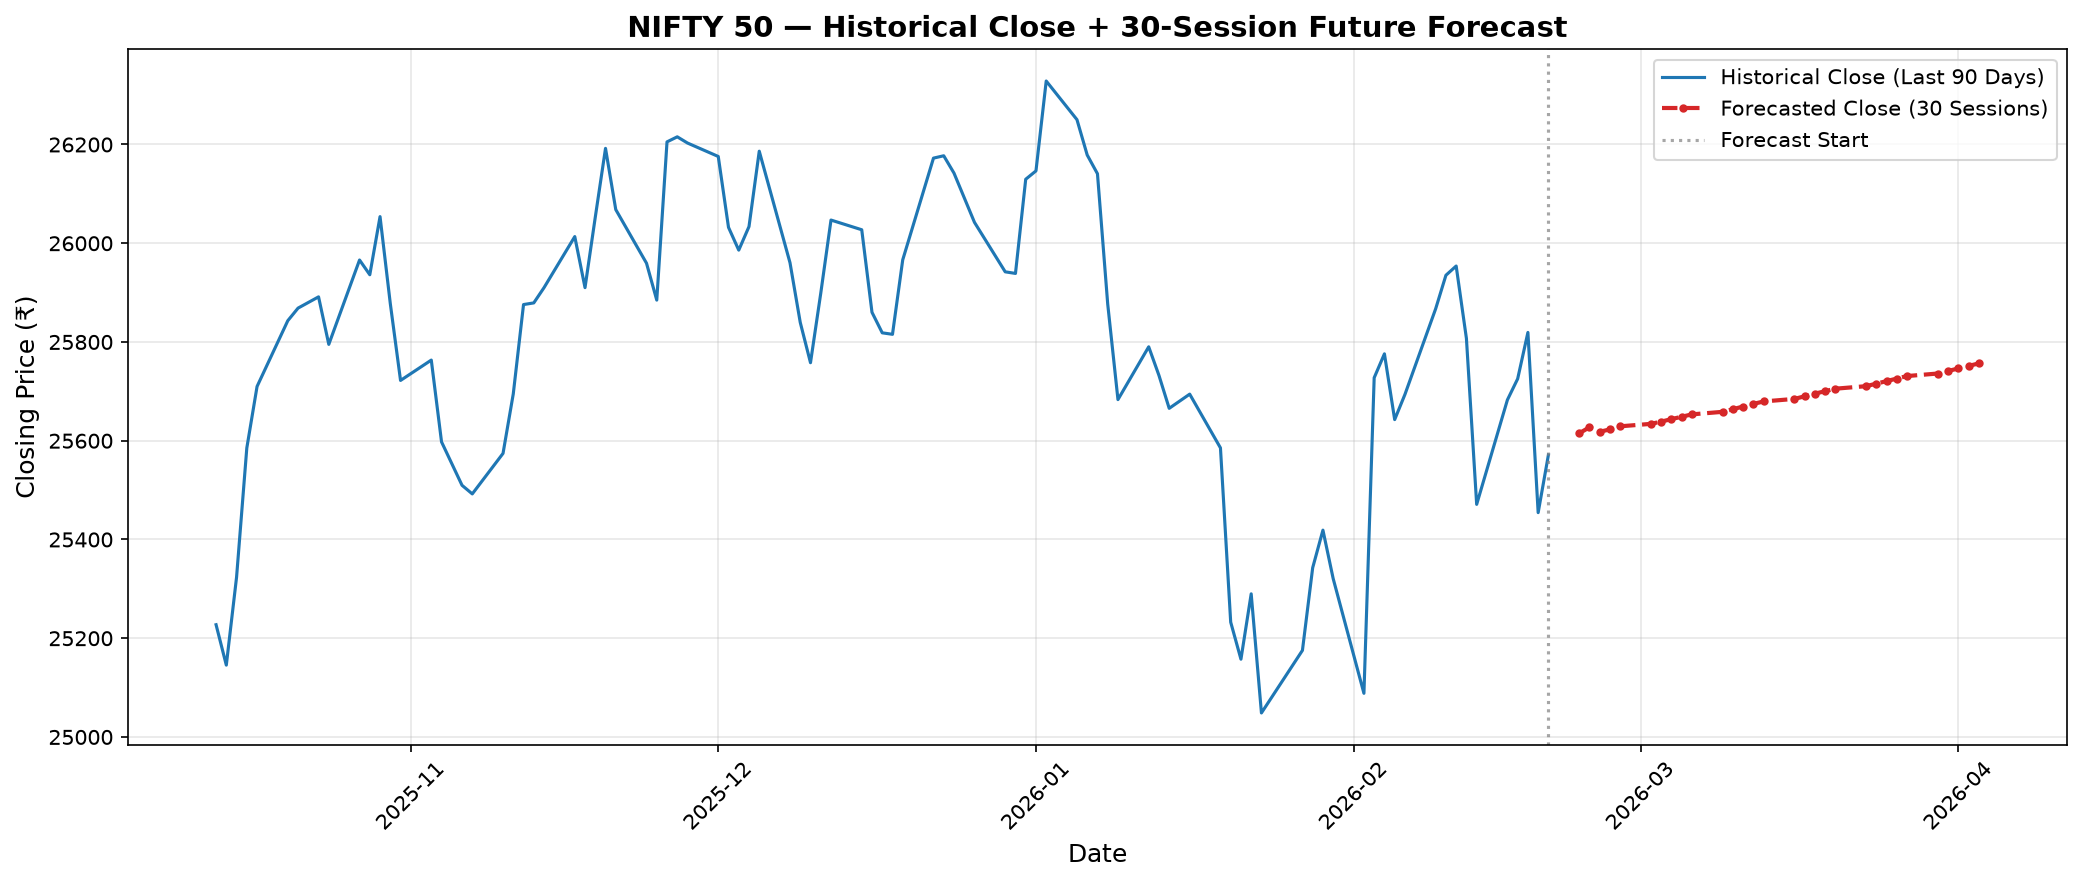 NIFTY 50 — Historical Close + 30-Session Future Forecast
Historical Close (Last 90 Days)
Forecasted Close (30 Sessions)
Forecast Start
Closing Price (₹)
26200
26000
25800
25600
25400
25200
25000
2025-11
2025-12
2026-01
2026-02
2026-03
2026-04
Date